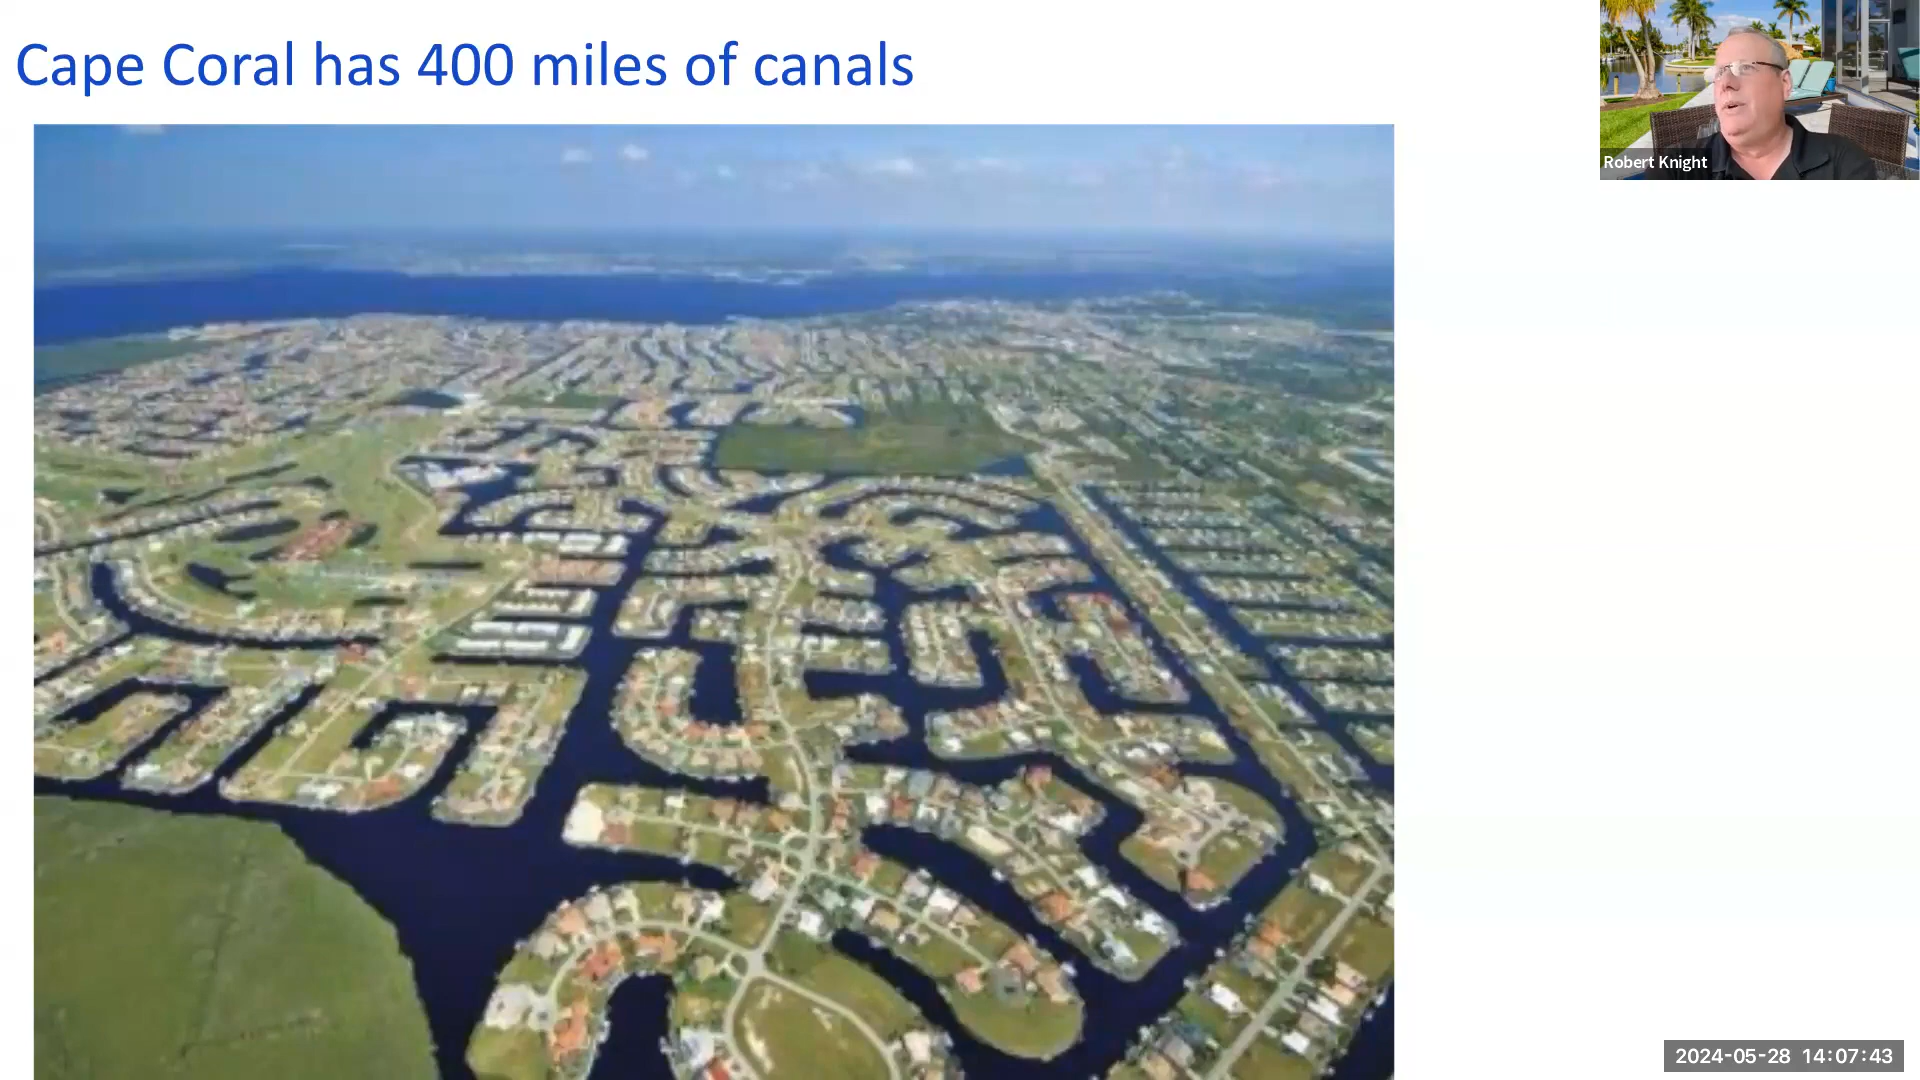 Cape Coral has 400 miles of canals
Robert Knight
2024-05-28 14:07:43